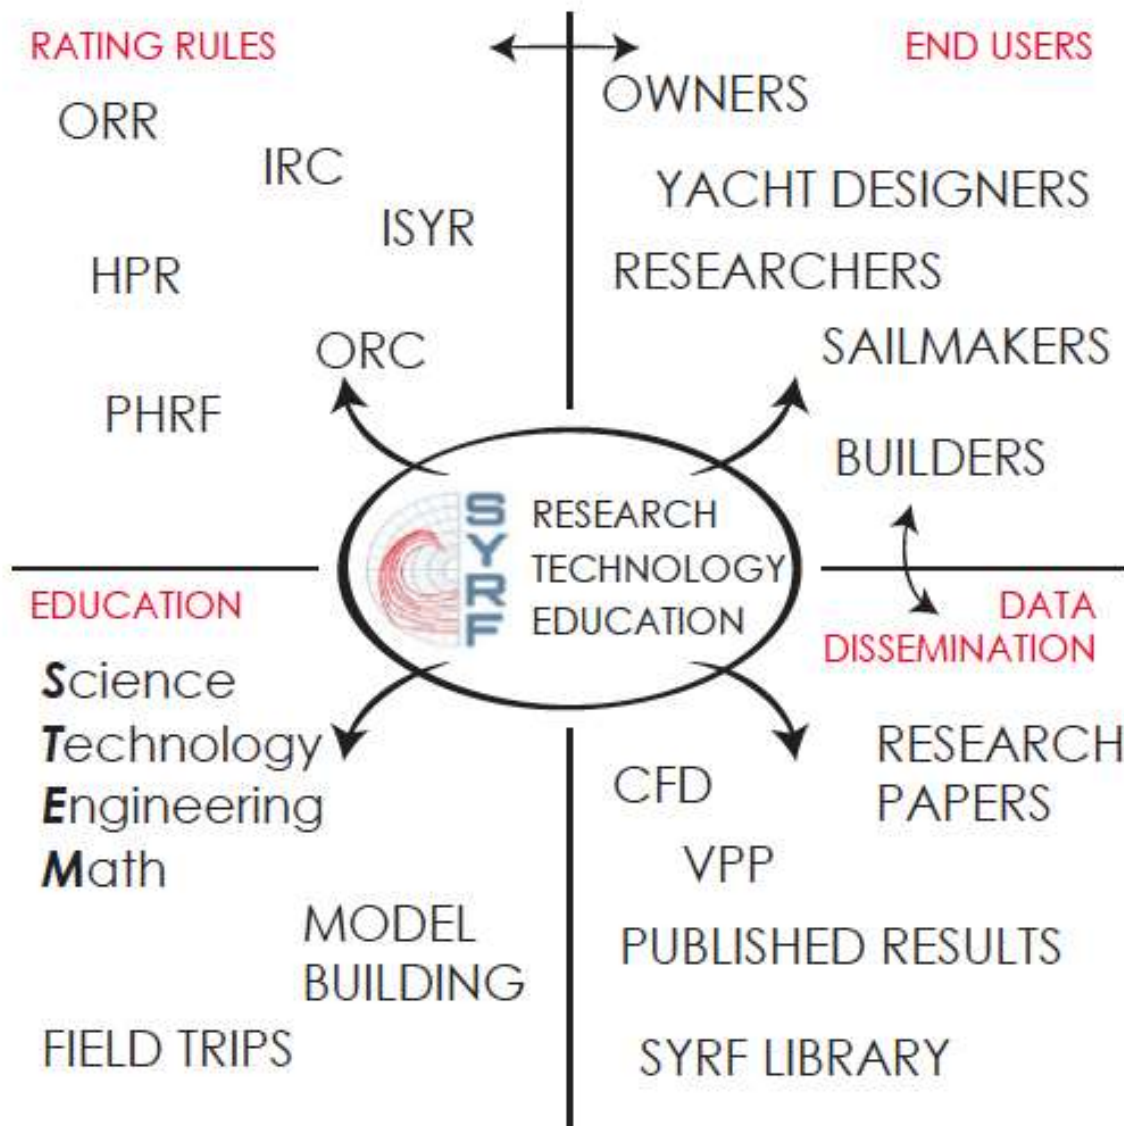 RATING RULES
ORR
IRC
ISYR
HPR
ORC
PHRF
END USERS
OWNERS
YACHT DESIGNERS
RESEARCHERS
SAILMAKERS
BUILDERS
SYRF
RESEARCH
TECHNOLOGY
EDUCATION
EDUCATION
Science
Technology
Engineering
Math
MODEL
BUILDING
FIELD TRIPS
DATA
DISSEMINATION
RESEARCH
PAPERS
CFD
VPP
PUBLISHED RESULTS
SYRF LIBRARY